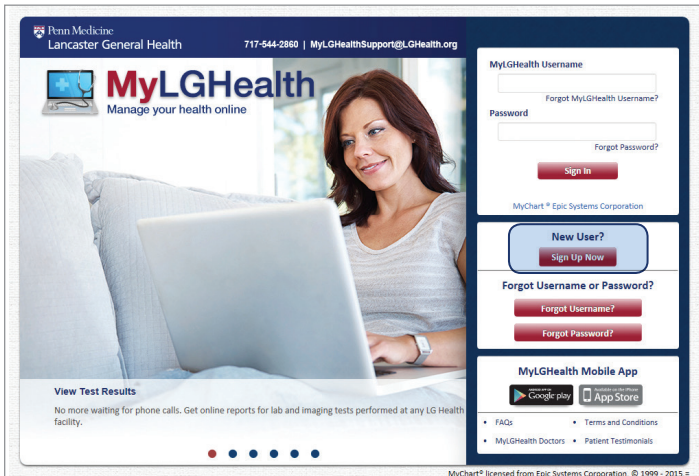 Penn Medicine
Lancaster General Health
717-544-2860 | MyLGHealthSupport@LGHealth.org
MyLGHealth
Manage your health online
View Test Results
No more waiting for phone calls. Get online reports for lab and imaging tests performed at any LG Health
facility.
MyLGHealth Username
Forgot MyLGHealth Username?
Password
Forgot Password?
Sign In
MyChart ® Epic Systems Corporation
New User?
Sign Up Now
Forgot Username or Password?
Forgot Username?
Forgot Password?
MyLGHealth Mobile App
Google play
Available on the iPhone
App Store
• FAQs
• Terms and Conditions
• MyLGHealth Doctors
• Patient Testimonials
MyChart® licensed from Epic Systems Corporation, © 1999 - 2015